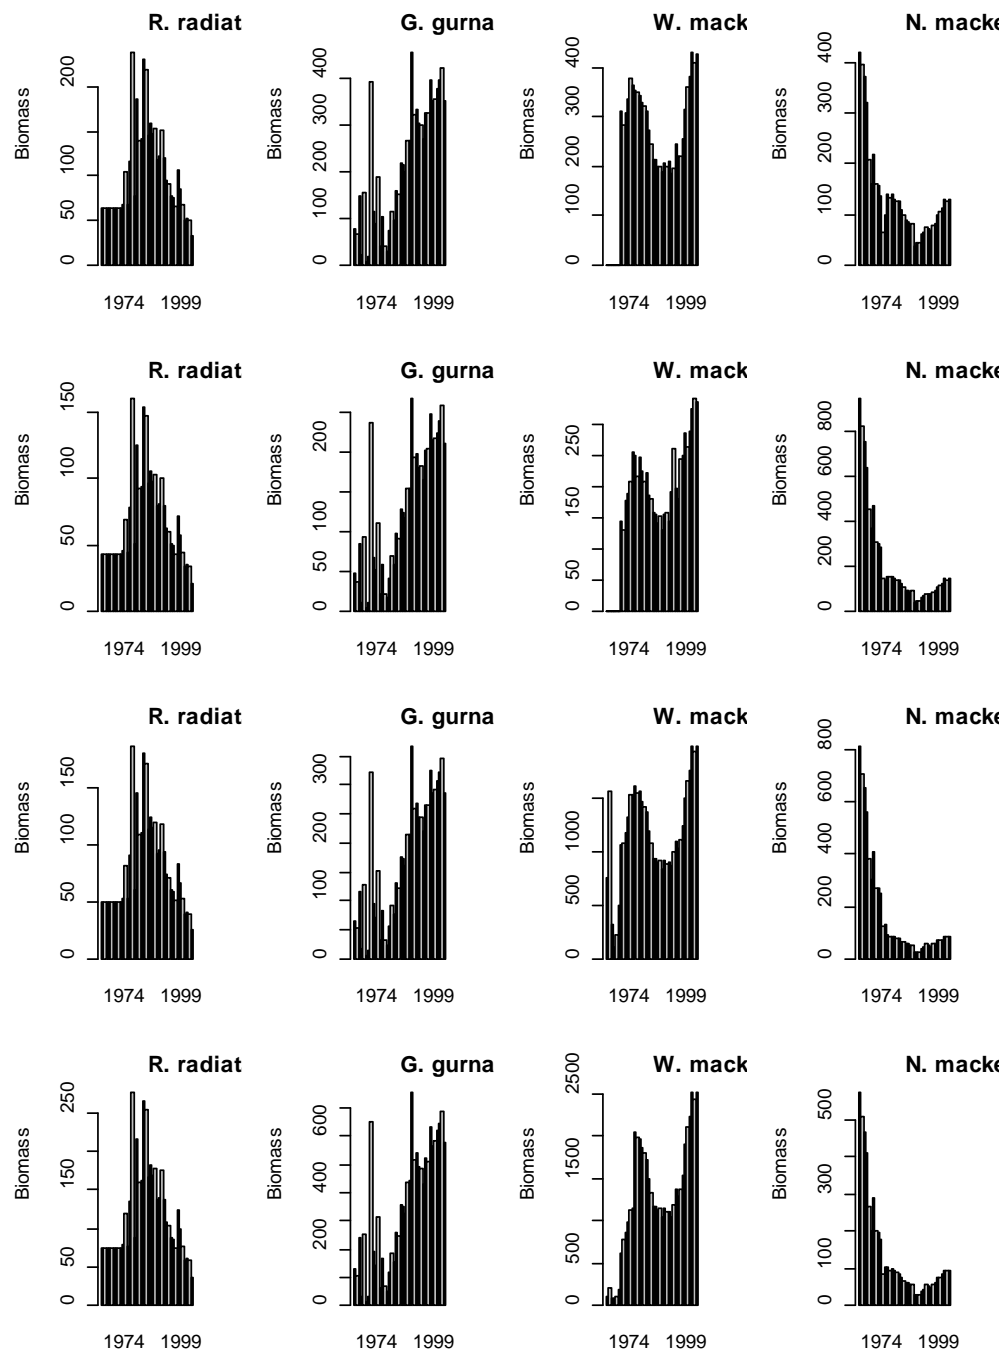 R. radiat G. gurna W. mack N. macke
Biomass Biomass Biomass Biomass
0 50 100 200 0 100 200 300 400 0 100 200 300 400 0 100 200 300 400
1974 1999 1974 1999 1974 1999 1974 1999
R. radiat G. gurna W. mack N. macke
Biomass Biomass Biomass Biomass
0 50 100 150 0 50 100 200 0 50 150 250 0 200 400 600 800
1974 1999 1974 1999 1974 1999 1974 1999
R. radiat G. gurna W. mack N. macke
Biomass Biomass Biomass Biomass
0 50 100 150 0 100 200 300 0 500 1000 0 200 400 600 800
1974 1999 1974 1999 1974 1999 1974 1999
R. radiat G. gurna W. mack N. macke
Biomass Biomass Biomass Biomass
0 50 150 250 0 200 400 600 0 500 1500 2500 0 100 300 500
1974 1999 1974 1999 1974 1999 1974 1999